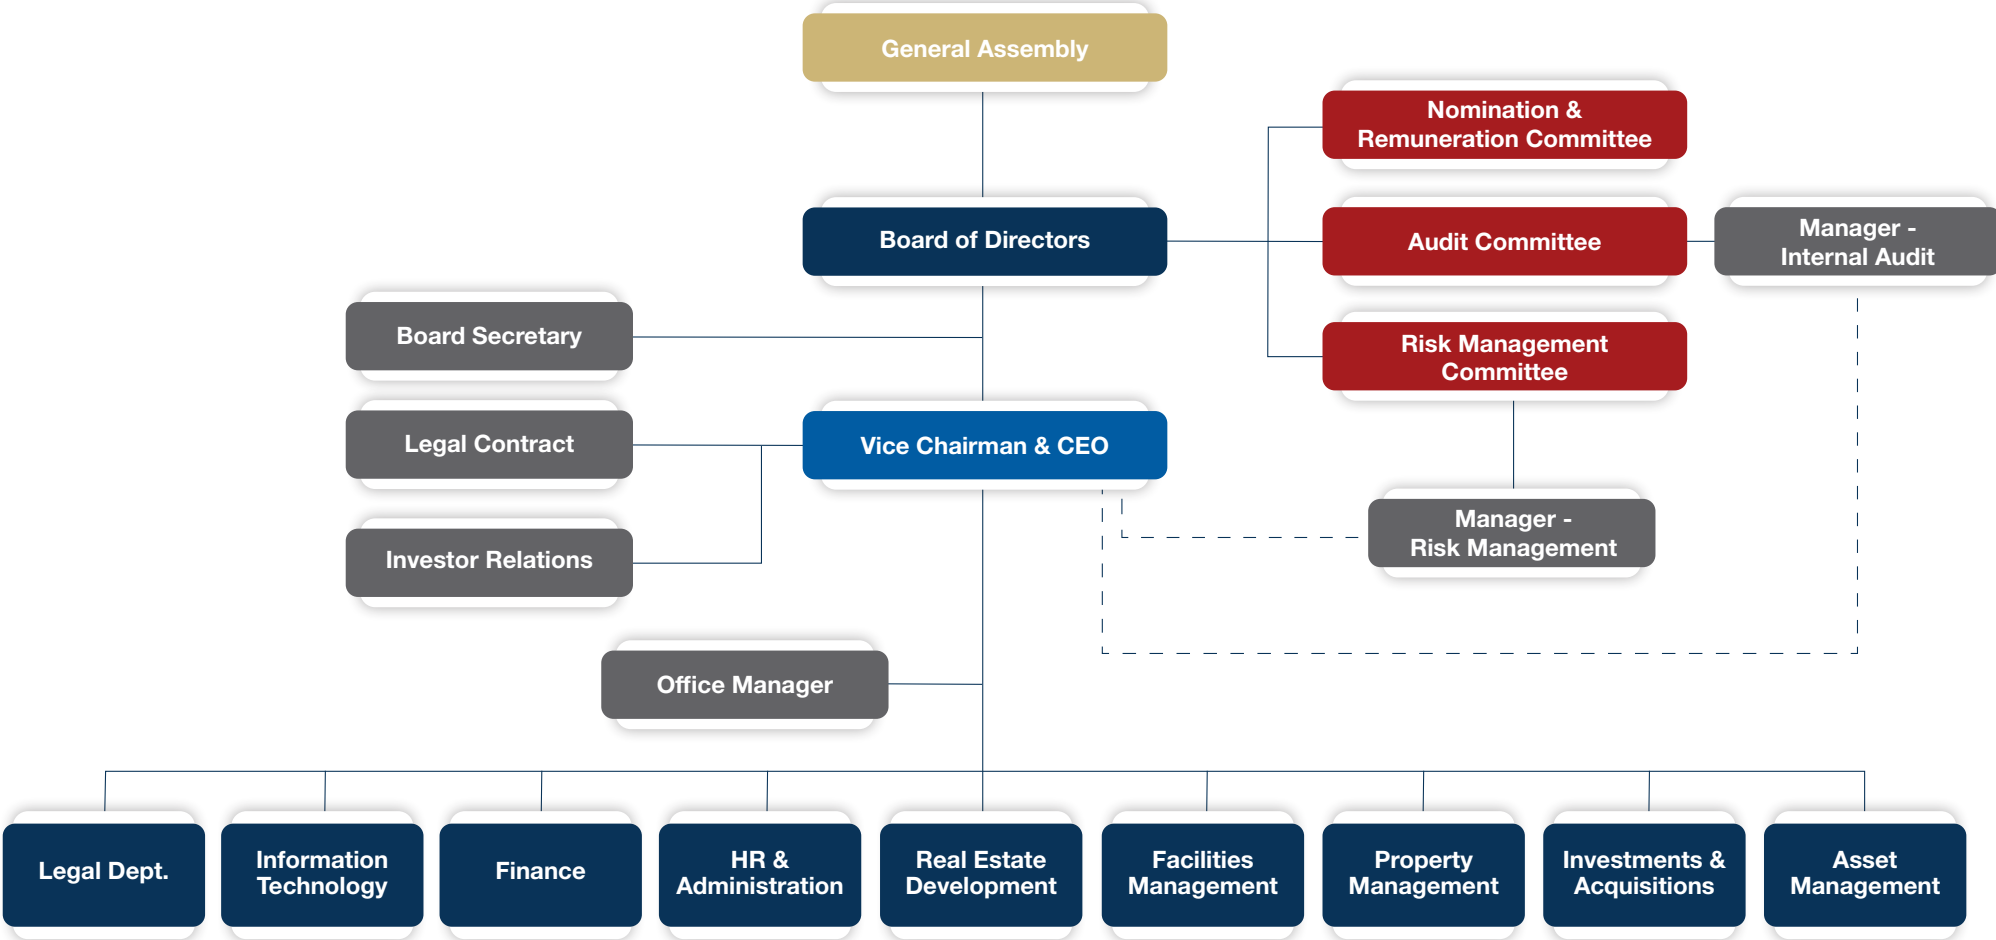 General Assembly
Nomination &
Remuneration Committee
Board of Directors
Audit Committee
Manager -
Internal Audit
Board Secretary
Risk Management
Committee
Legal Contract
Vice Chairman & CEO
Manager -
Risk Management
Investor Relations
Office Manager
Legal Dept.
Information
Technology
Finance
HR &
Administration
Real Estate
Development
Facilities
Management
Property
Management
Investments &
Acquisitions
Asset
Management